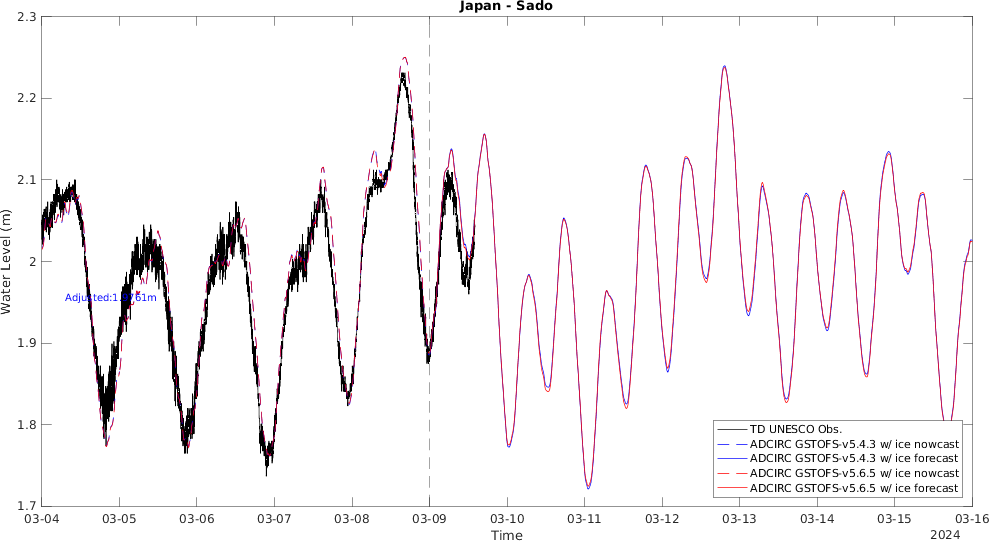 Japan - Sado
2.3
2.2
2.1
2
1.9
1.8
1.7
Water Level (m)
Adjusted:1. 761m
TD UNESCO Obs.
ADCIRC GSTOFS-v5.4.3 w/ ice nowcast
ADCIRC GSTOFS-v5.4.3 w/ ice forecast
ADCIRC GSTOFS-v5.6.5 w/ ice nowcast
ADCIRC GSTOFS-v5.6.5 w/ ice forecast
03-04 03-05 03-06 03-07 03-08 03-09 03-10 03-11 03-12 03-13 03-14 03-15 03-16
Time
2024